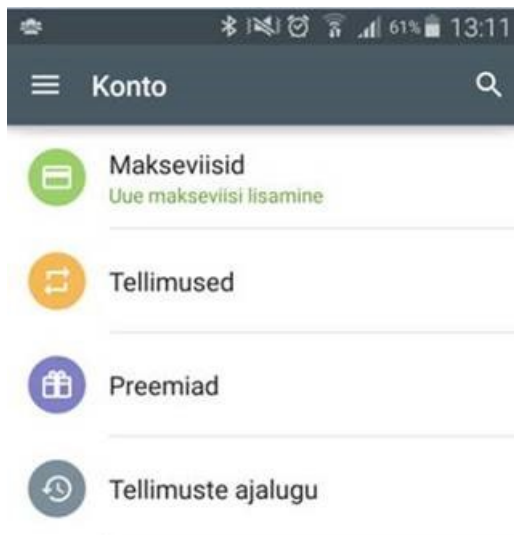 61% 13:11
Konto
Makseviisid
Uue makseviisi lisamine
Tellimused
Preemiad
Tellimuste ajalugu